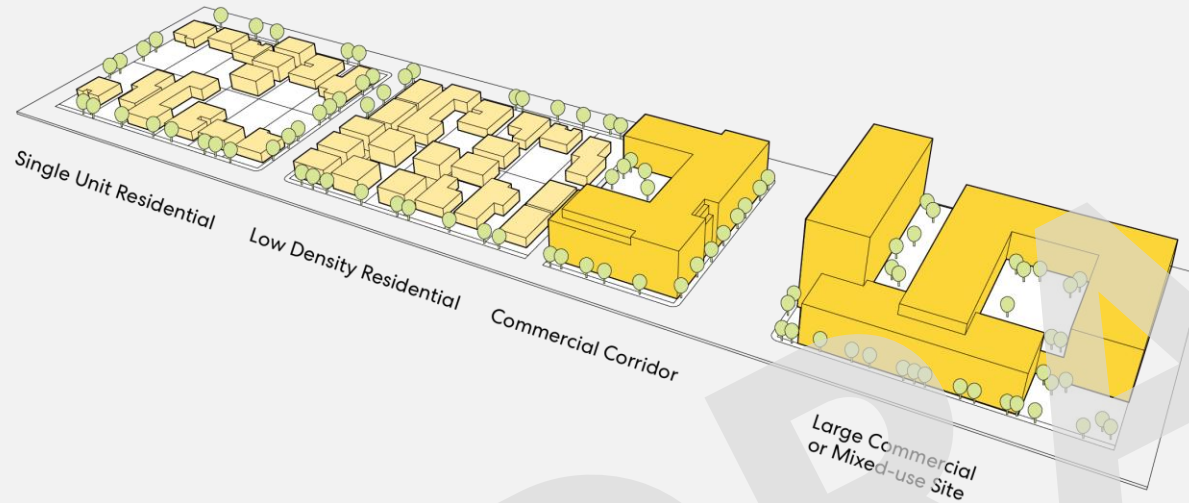 Single Unit Residential
Low Density Residential
Commercial Corridor
Large Commercial
or Mixed-use Site